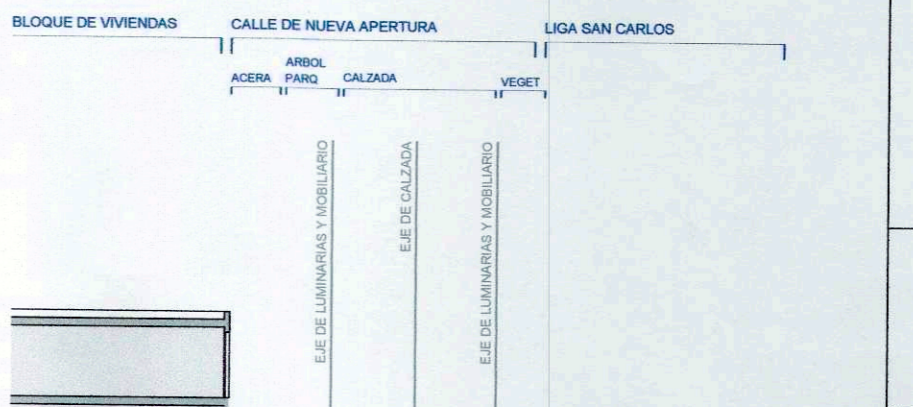 BLOQUE DE VIVIENDAS
CALLE DE NUEVA APERTURA
LIGA SAN CARLOS
ACERA
ARBOL
PARQ
CALZADA
VEGET
EJE DE LUMINARIAS Y MOBILIARIO
EJE DE CALZADA
EJE DE LUMINARIAS Y MOBILIARIO